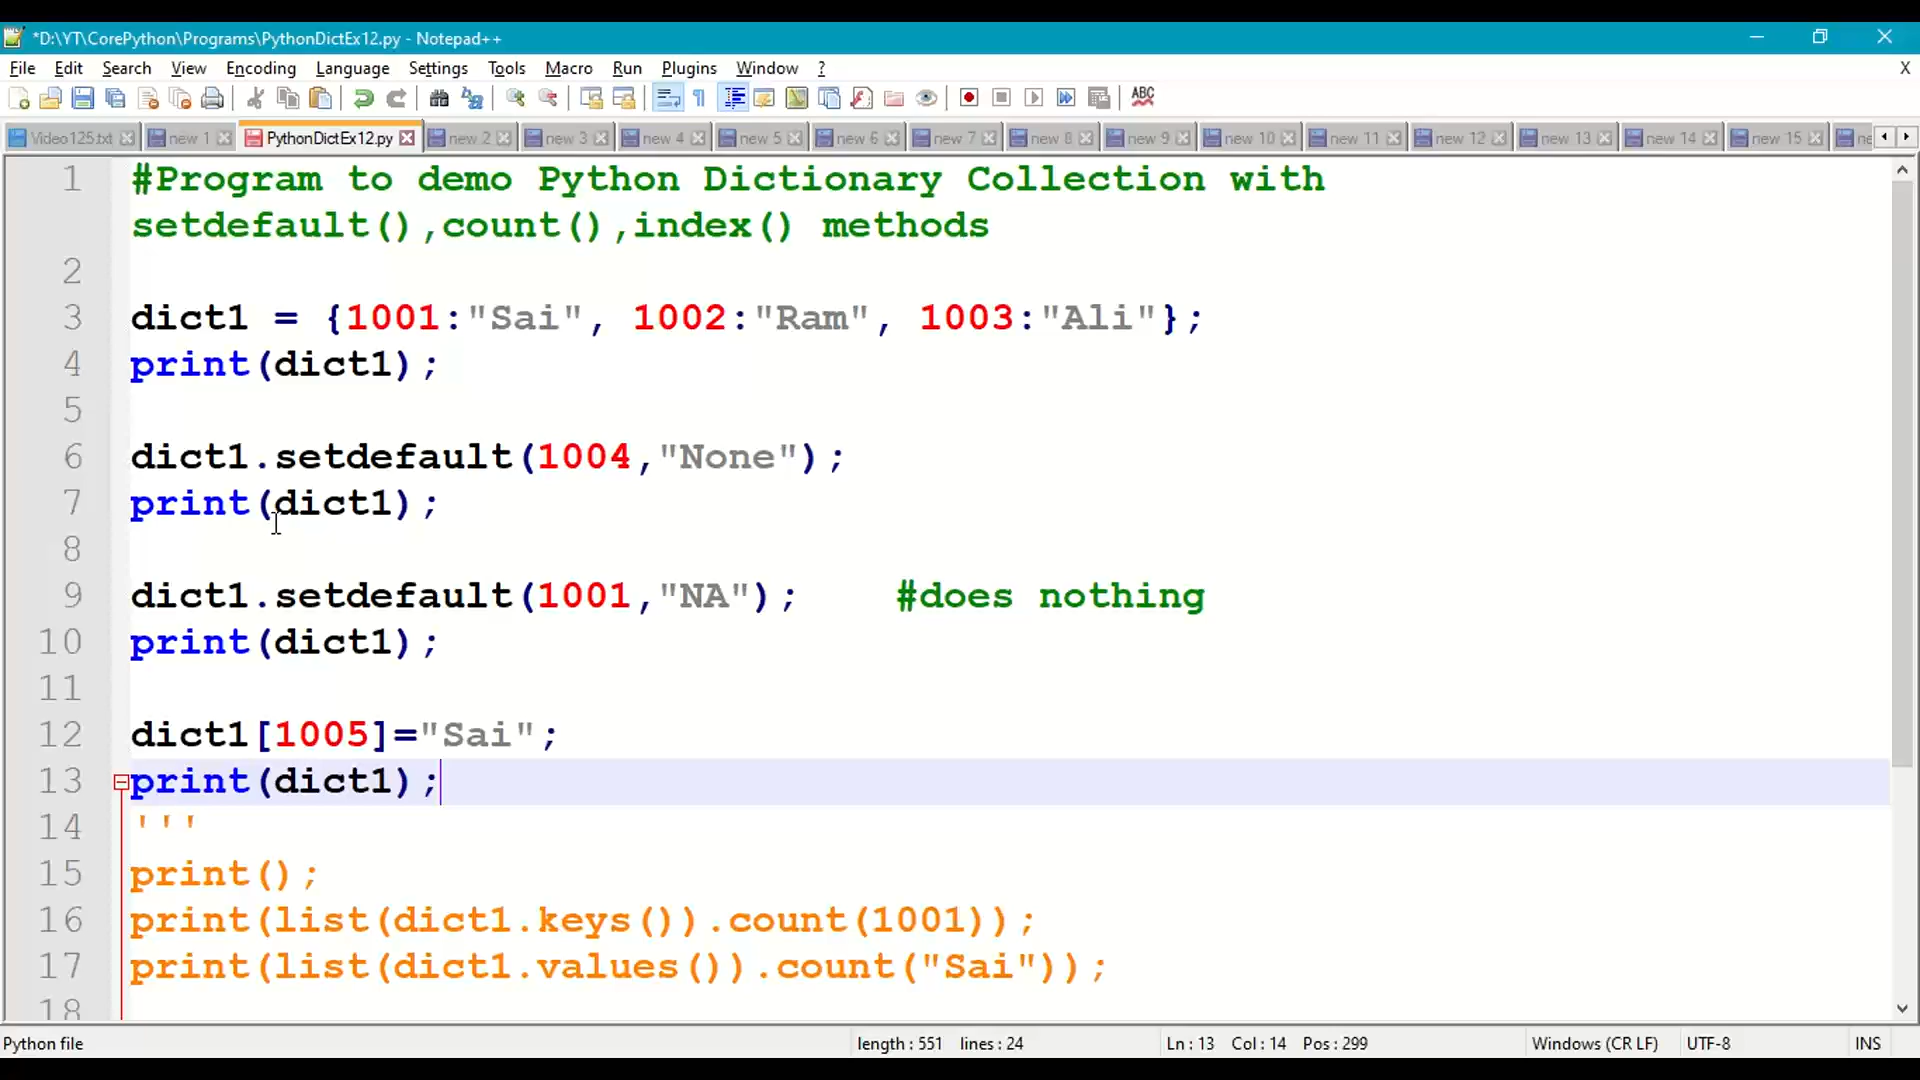 *D:\YT\CorePython\Programs\PythonDictEx12.py - Notepad++
File Edit Search View Encoding Language Settings Tools Macro Run Plugins Window ? X
ABC
Video125.txt new 1 PythonDictEx12.py new 2 new 3 new 4 new 5 new 6 new 7 new 8 new 9 new 10 new 11 new 12 new 13 new 14 new 15 ne
1 #Program to demo Python Dictionary Collection with
setdefault(),count(),index() methods
2
3 dict1 = {1001:"Sai", 1002:"Ram", 1003:"Ali"};
4 print(dict1);
5
6 dict1.setdefault(1004,"None");
7 print(dict1);
8
9 dict1.setdefault(1001,"NA"); #does nothing
10 print(dict1);
11
12 dict1[1005]="Sai";
13 print(dict1);
14 '''
15 print();
16 print(list(dict1.keys()).count(1001));
17 print(list(dict1.values()).count("Sai"));
18
Python file length : 551 lines : 24 Ln : 13 Col : 14 Pos : 299 Windows (CR LF) UTF-8 INS